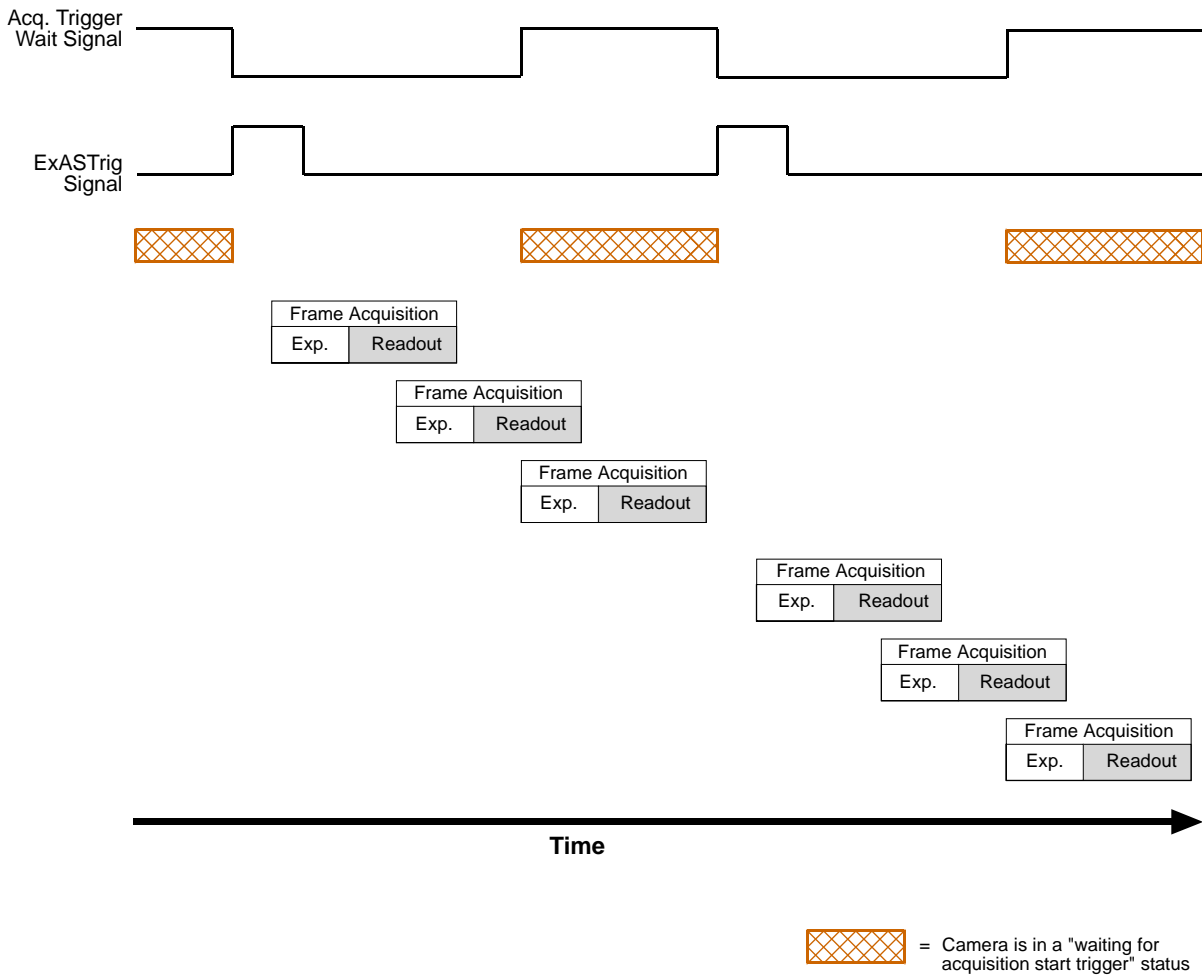 Acq. Trigger
Wait Signal
ExASTrig
Signal
Frame Acquisition
Exp. Readout
Frame Acquisition
Exp. Readout
Frame Acquisition
Exp. Readout
Frame Acquisition
Exp. Readout
Frame Acquisition
Exp. Readout
Frame Acquisition
Exp. Readout
Time
= Camera is in a "waiting for
acquisition start trigger" status